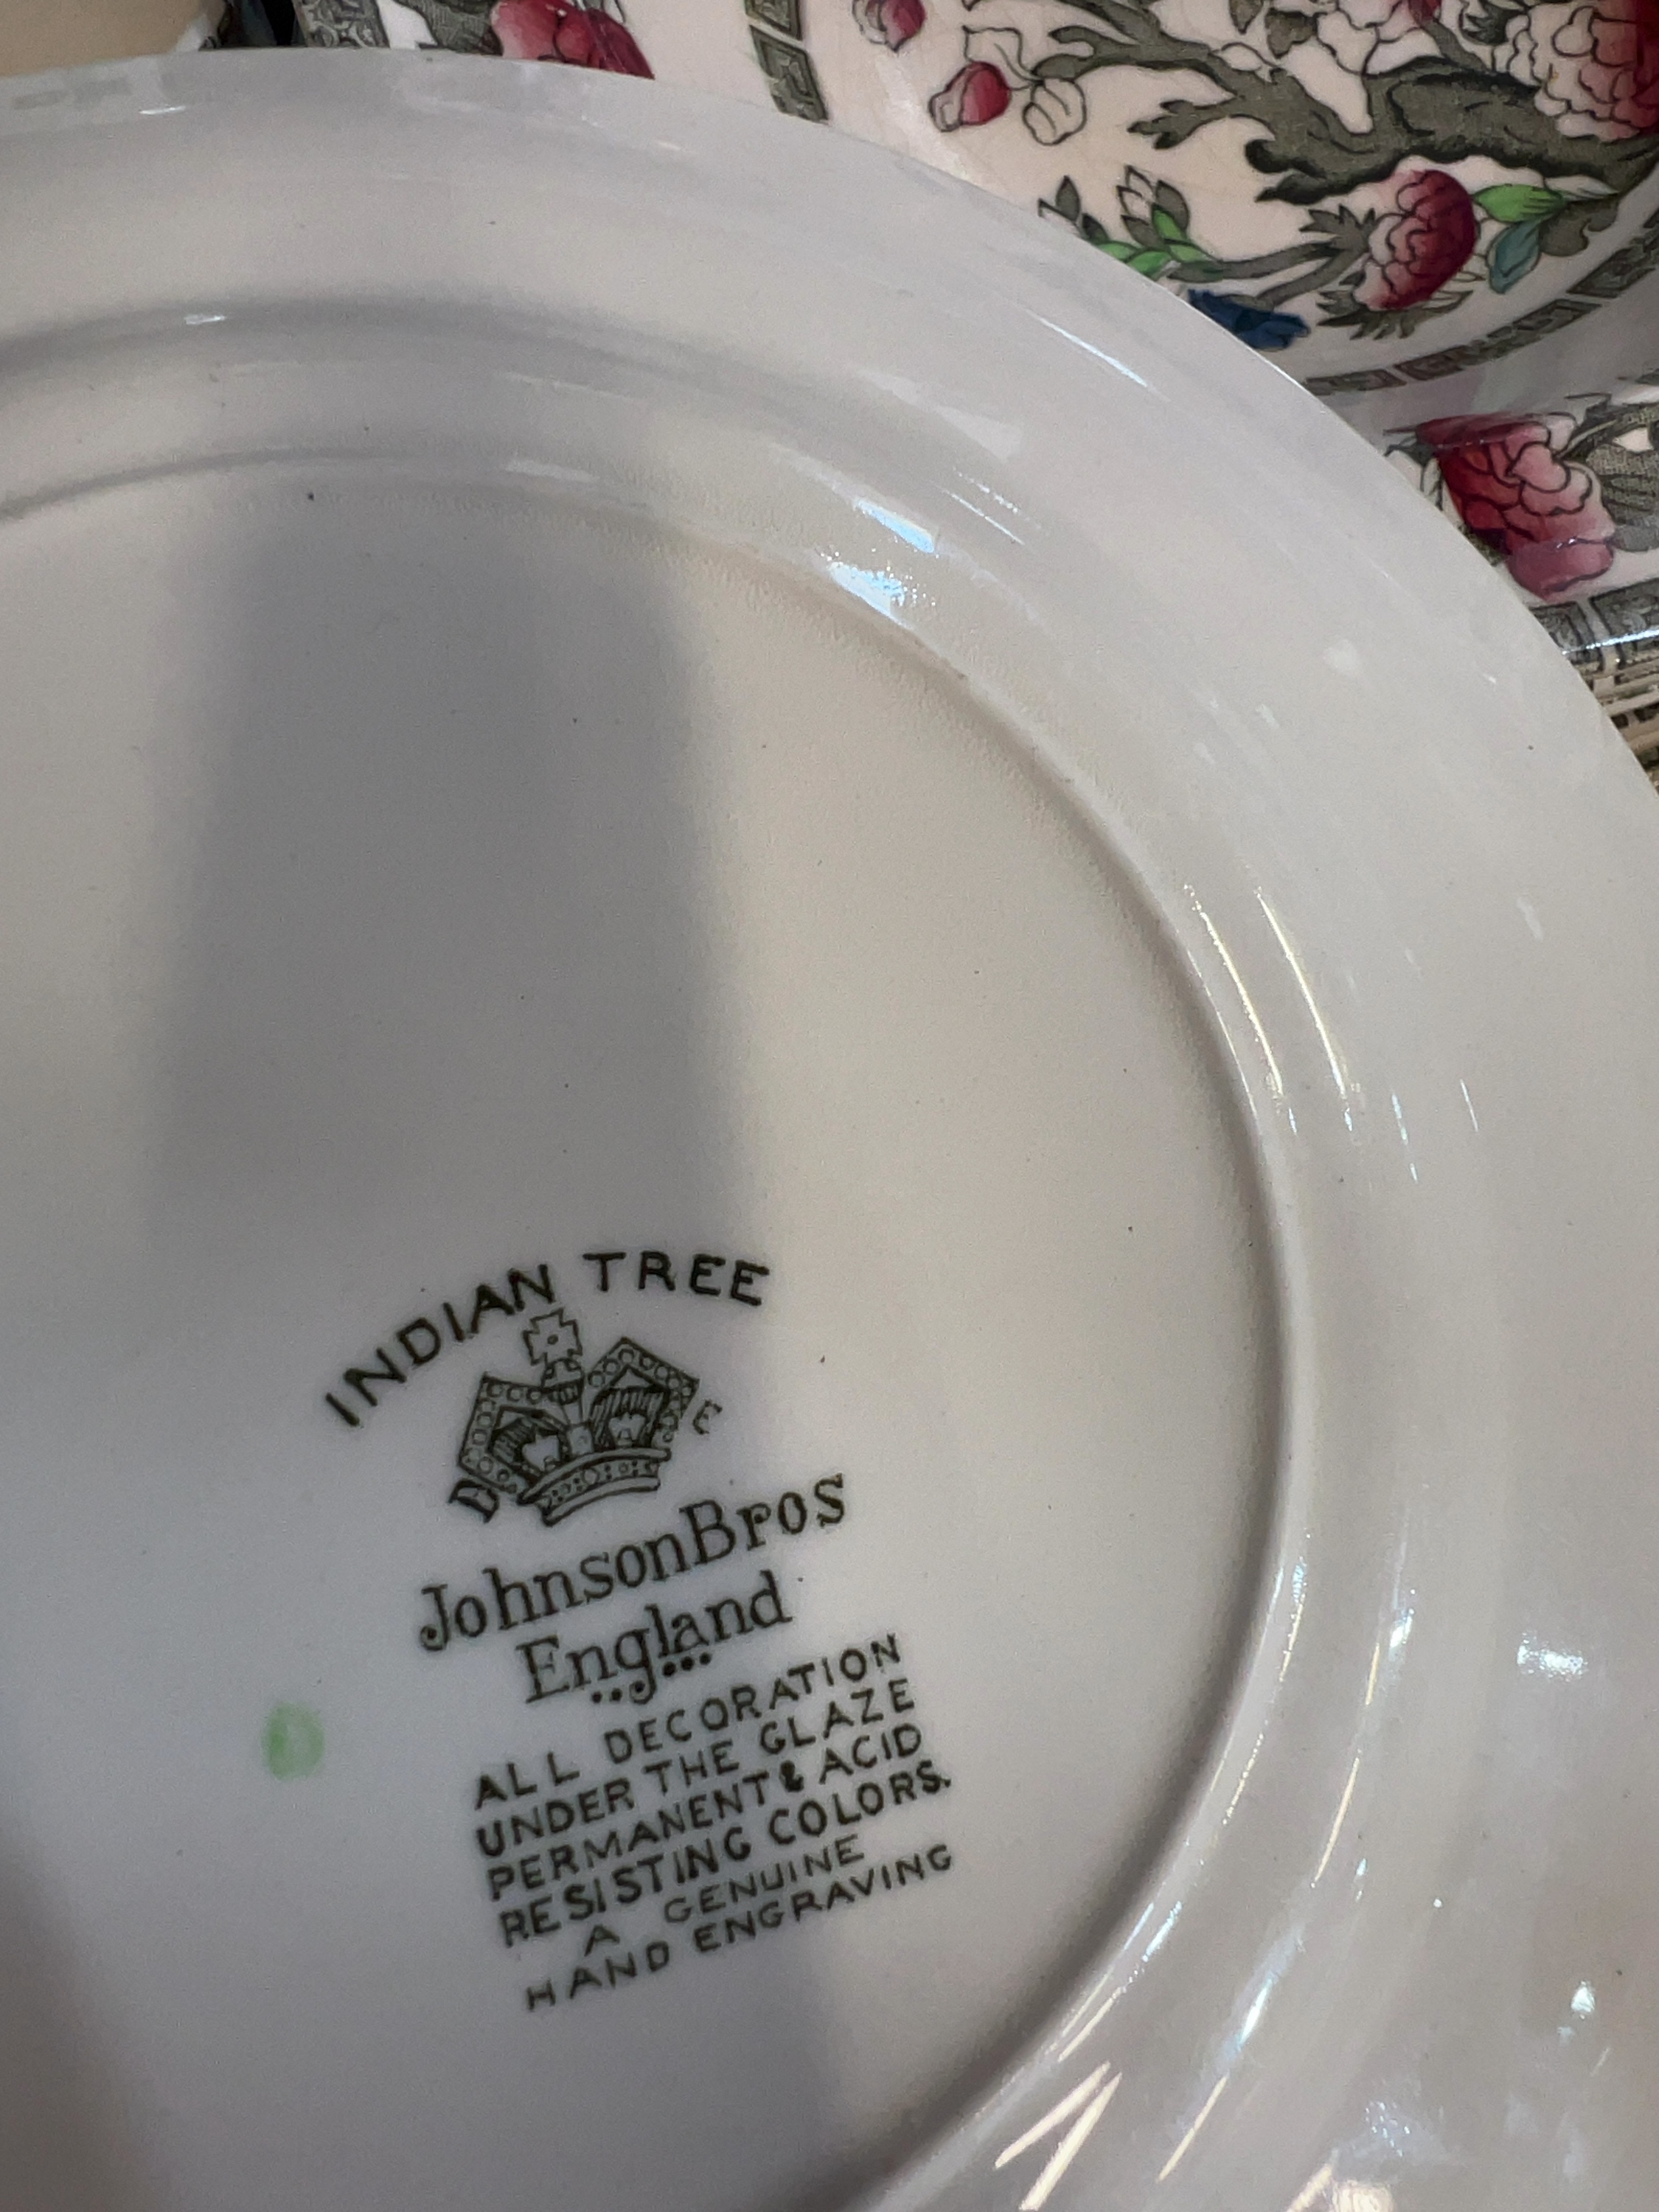 INDIAN TREE
D E
JohnsonBros
England
ALL DECORATION
UNDER THE GLAZE
PERMANENT & ACID
RESISTING COLORS.
A GENUINE
HAND ENGRAVING